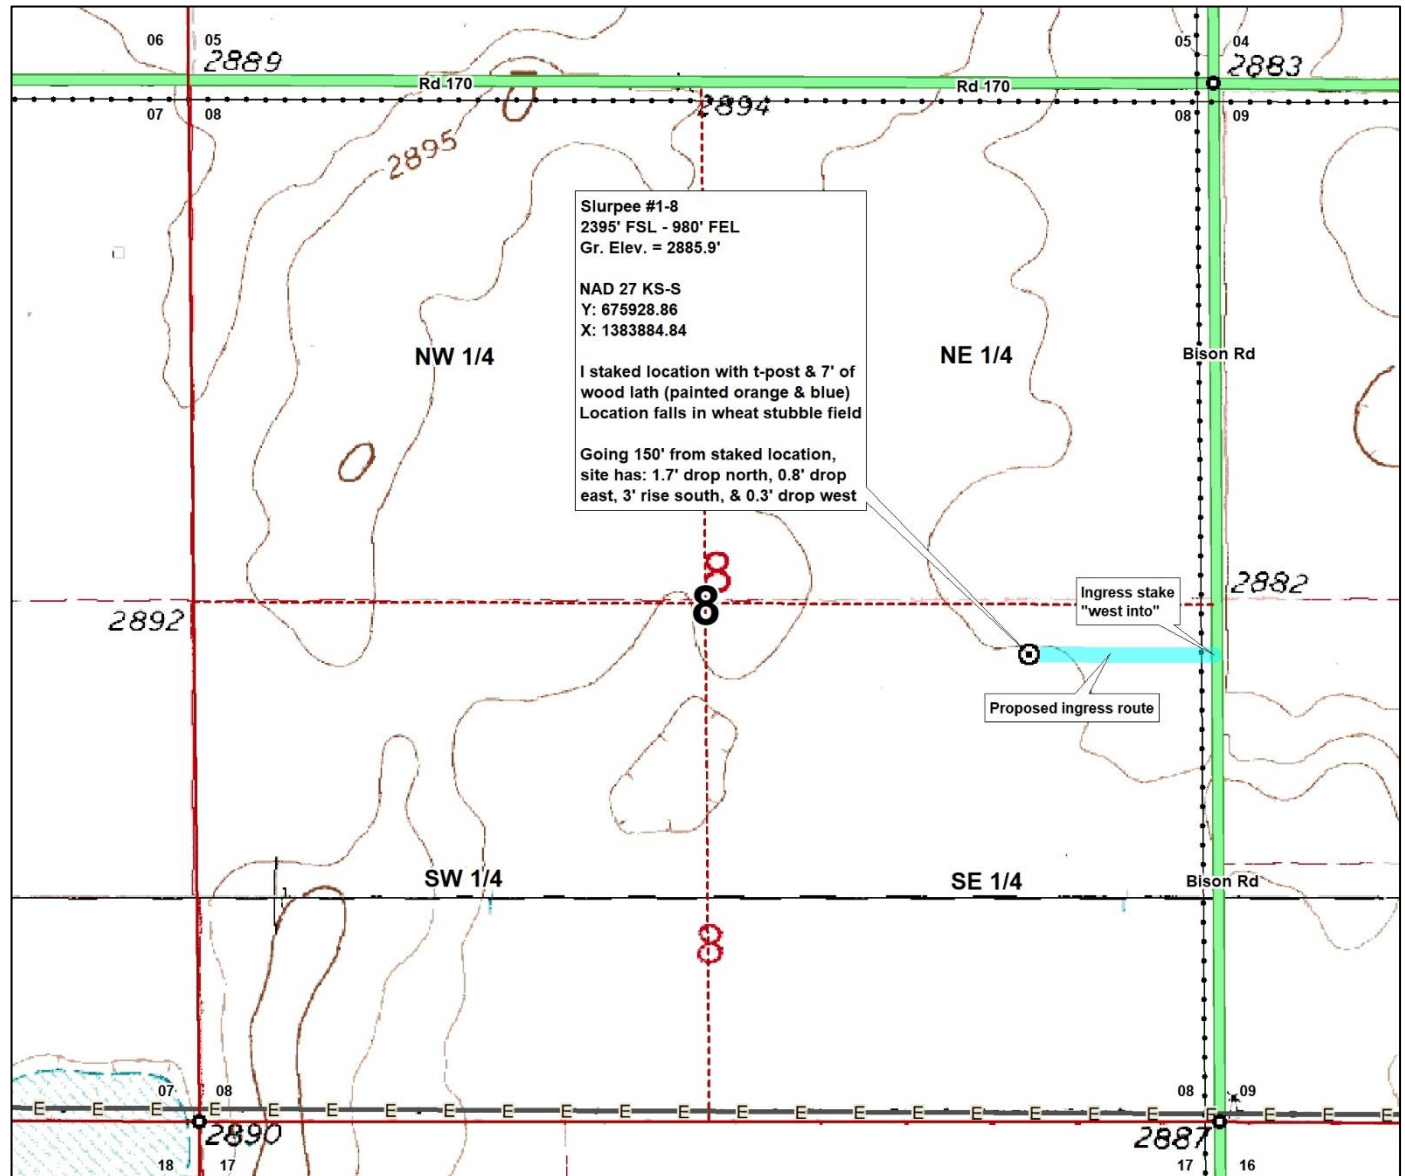 06 05
05 04
2889
2883
Rd 170
Rd 170
07 08
2894
08 09
2895
Slurpee #1-8
2395' FSL - 980' FEL
Gr. Elev. = 2885.9'
NAD 27 KS-S
Y: 675928.86
X: 1383884.84
I staked location with t-post & 7' of
wood lath (painted orange & blue)
Location falls in wheat stubble field
Going 150' from staked location,
site has: 1.7' drop north, 0.8' drop
east, 3' rise south, & 0.3' drop west
NW 1/4
NE 1/4
Bison Rd
8
8
2892
2882
Ingress stake
"west into"
Proposed ingress route
SW 1/4
SE 1/4
Bison Rd
8
07 08
08 09
E E E E E E E E E E E E E E E E E E E E E E E E
2890
2887
18 17
17 16